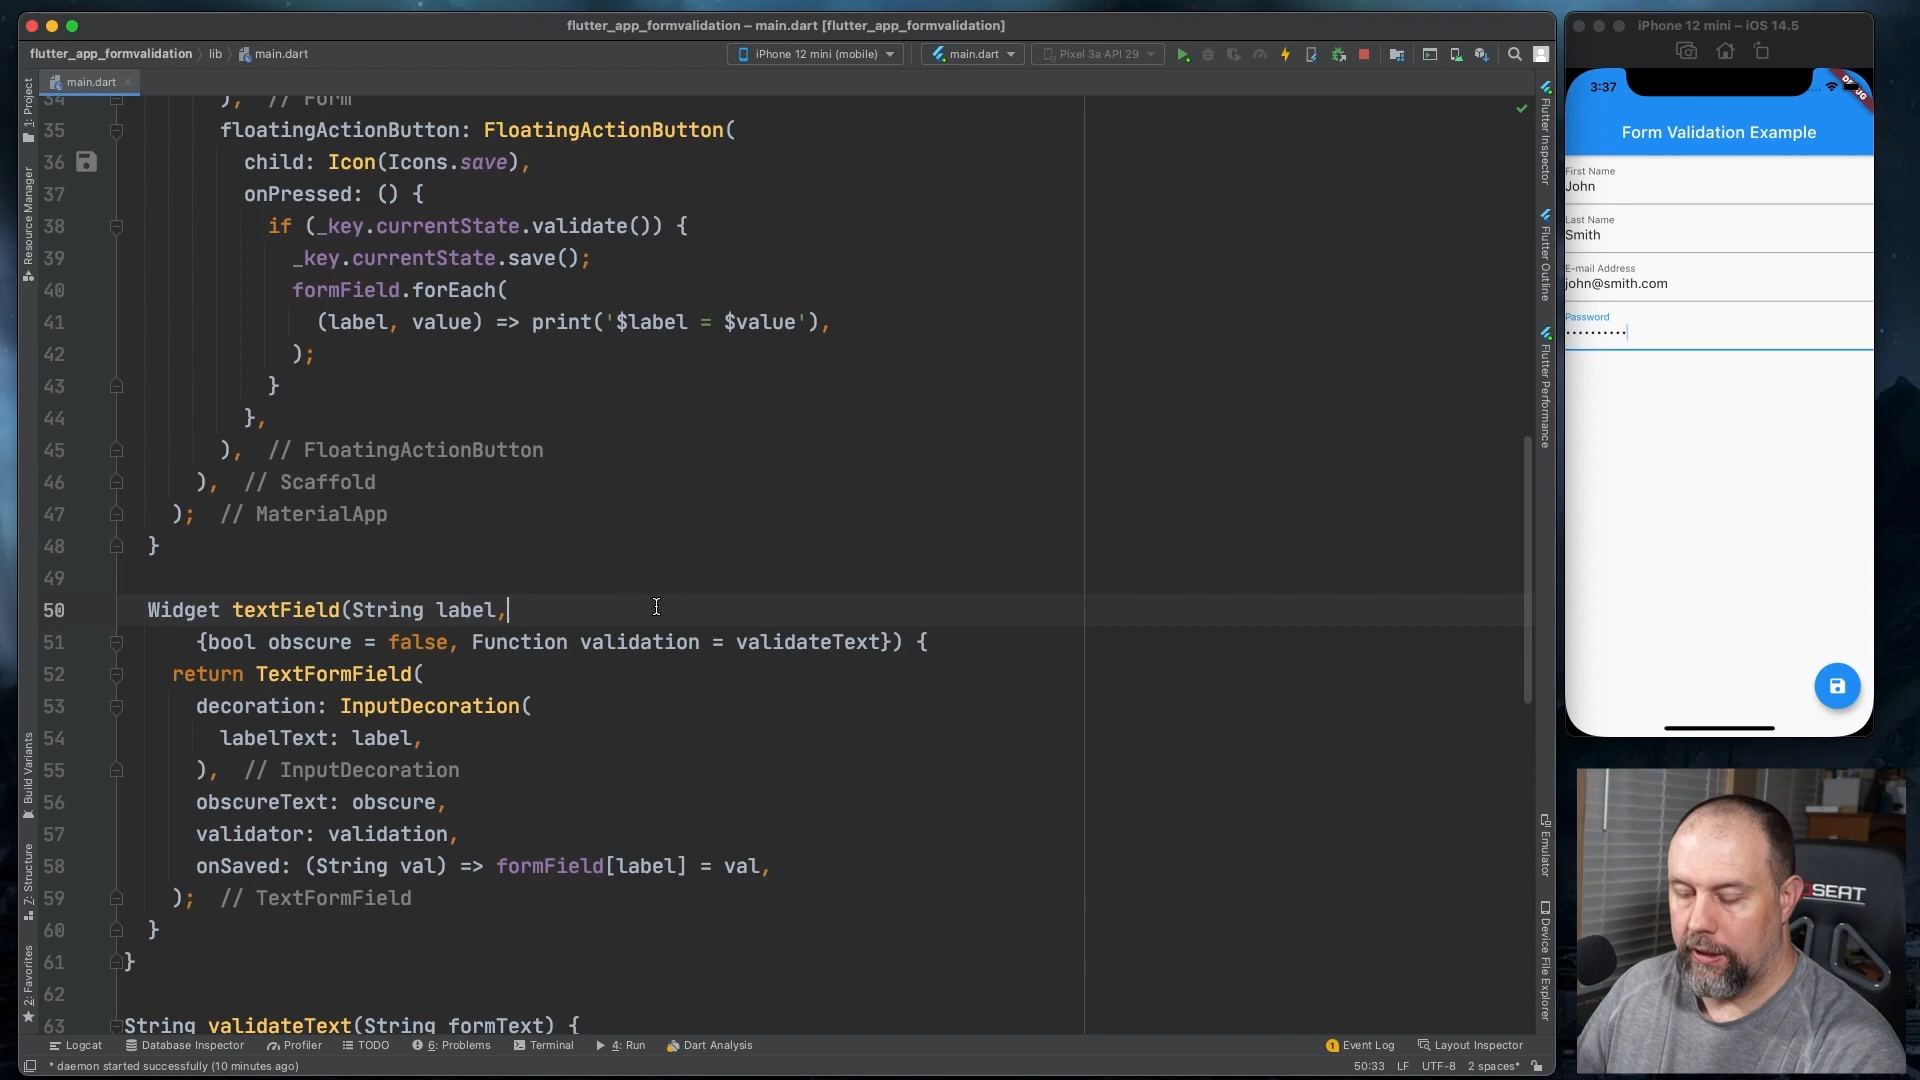 flutter_app_formvalidation – main.dart [flutter_app_formvalidation]
flutter_app_formvalidation
lib
main.dart
iPhone 12 mini (mobile)
main.dart
Pixel 3a API 29
main.dart
1: Project
Resource Manager
Build Variants
7: Structure
2: Favorites
34 ), // Form
35 floatingActionButton: FloatingActionButton(
36 child: Icon(Icons.save),
37 onPressed: () {
38 if (_key.currentState.validate()) {
39 _key.currentState.save();
40 formField.forEach(
41 (label, value) => print('$label = $value'),
42 );
43 }
44 },
45 ), // FloatingActionButton
46 ), // Scaffold
47 ); // MaterialApp
48 }
49
50 Widget textField(String label,
51 {bool obscure = false, Function validation = validateText}) {
52 return TextFormField(
53 decoration: InputDecoration(
54 labelText: label,
55 ), // InputDecoration
56 obscureText: obscure,
57 validator: validation,
58 onSaved: (String val) => formField[label] = val,
59 ); // TextFormField
60 }
61 }
62
63 String validateText(String formText) {
Flutter Inspector
Flutter Outline
Flutter Performance
Emulator
Device File Explorer
Logcat
Database Inspector
Profiler
TODO
6: Problems
Terminal
4: Run
Dart Analysis
1 Event Log
Layout Inspector
* daemon started successfully (10 minutes ago)
50:33 LF UTF-8 2 spaces*
iPhone 12 mini – iOS 14.5
3:37
Form Validation Example
First Name
John
Last Name
Smith
E-mail Address
john@smith.com
Password
••••••••••
SEAT